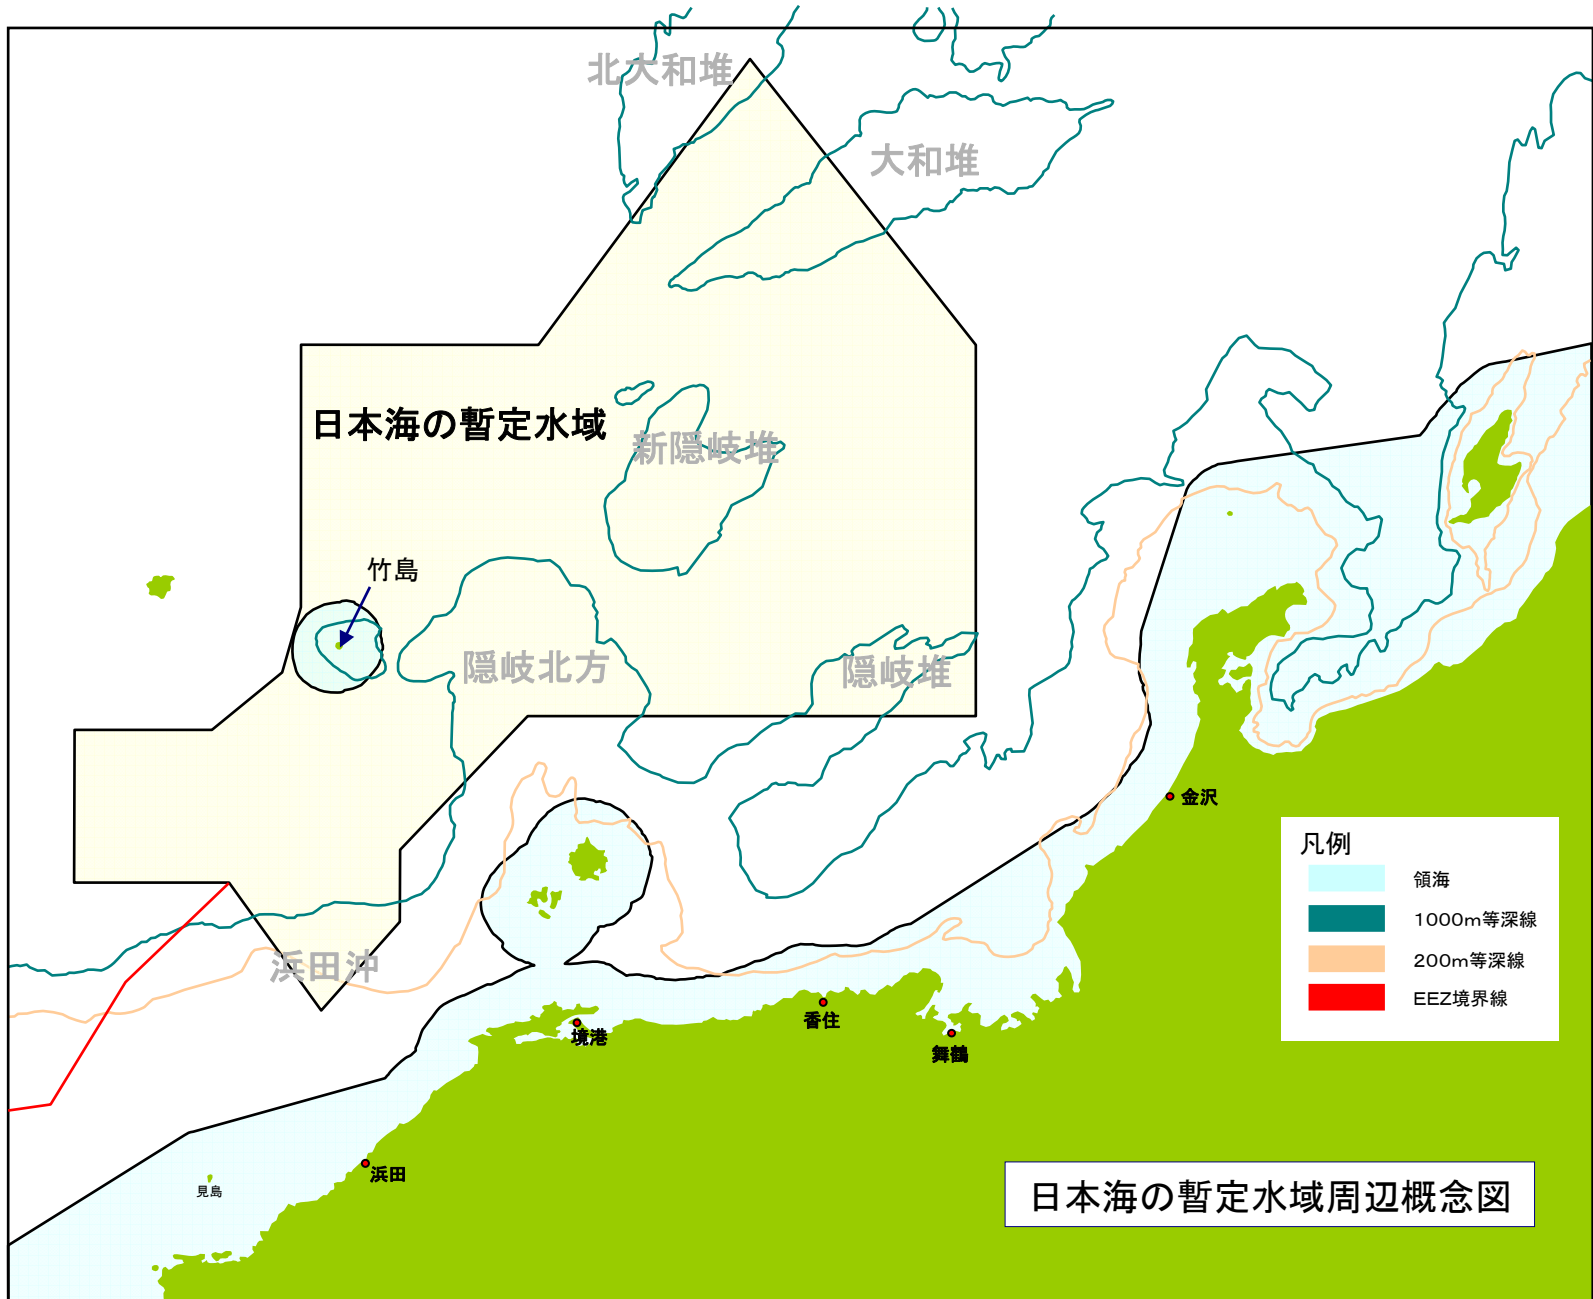 北大和堆
大和堆
日本海の暫定水域
新隠岐堆
竹島
隠岐北方
隠岐堆
浜田沖
金沢
凡例
領海
1000m等深線
200m等深線
EEZ境界線
香住
境港
舞鶴
浜田
見島
日本海の暫定水域周辺概念図